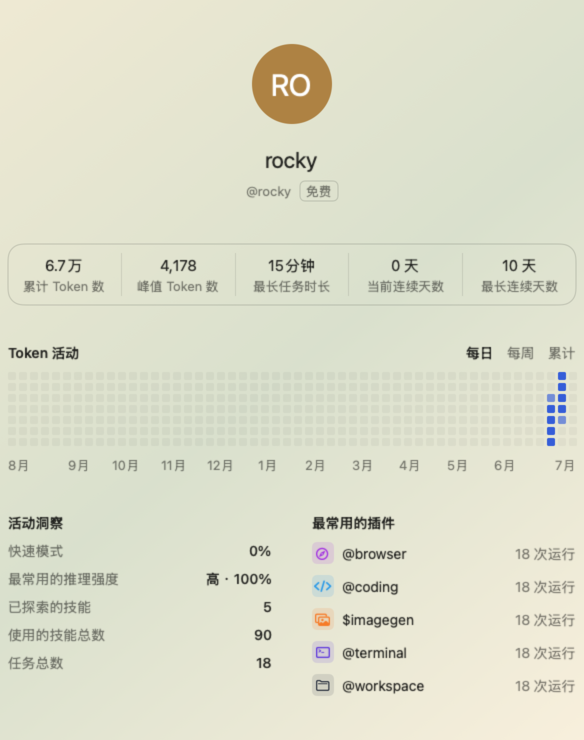 RO
rocky
@rocky 免费
6.7万 4,178 15分钟 0 天 10 天
累计 Token 数 峰值 Token 数 最长任务时长 当前连续天数 最长连续天数
Token 活动 每日 每周 累计
8月 9月 10月 11月 12月 1月 2月 3月 4月 5月 6月 7月
活动洞察
快速模式 0%
最常用的推理强度 高 · 100%
已探索的技能 5
使用的技能总数 90
任务总数 18
最常用的插件
@browser 18 次运行
@coding 18 次运行
$imagegen 18 次运行
@terminal 18 次运行
@workspace 18 次运行